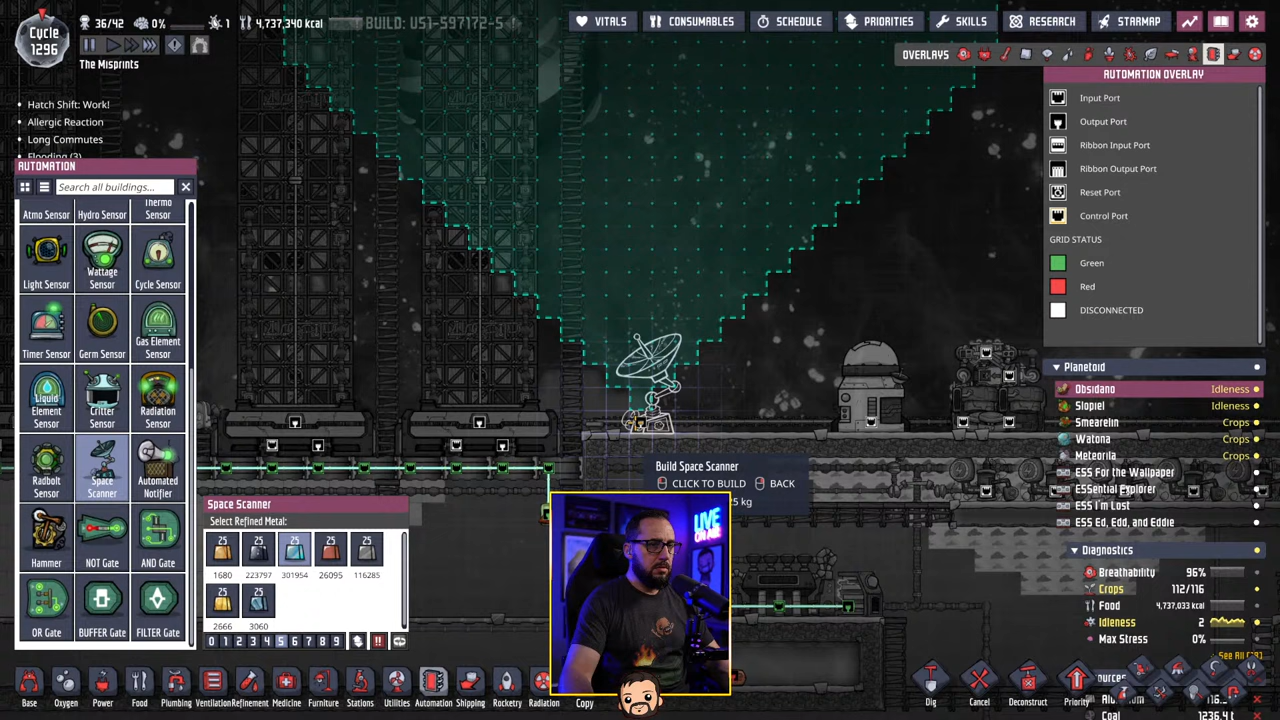 Cycle
1296
36/42
0%
1
4,737,340 kcal
BUILD: U51-597172-S
VITALS
CONSUMABLES
SCHEDULE
PRIORITIES
SKILLS
RESEARCH
STARMAP
The Misprints
OVERLAYS
AUTOMATION OVERLAY
Input Port
Output Port
Ribbon Input Port
Ribbon Output Port
Reset Port
Control Port
GRID STATUS
Green
Red
DISCONNECTED
Hatch Shift: Work!
Allergic Reaction
Long Commutes
Flooding (3)
AUTOMATION
Search all buildings...
Atmo Sensor
Hydro Sensor
Thermo Sensor
Light Sensor
Wattage Sensor
Cycle Sensor
Timer Sensor
Germ Sensor
Gas Element Sensor
Liquid Element Sensor
Critter Sensor
Radiation Sensor
Radbolt Sensor
Space Scanner
Automated Notifier
Hammer
NOT Gate
AND Gate
OR Gate
BUFFER Gate
FILTER Gate
Space Scanner
Select Refined Metal:
25 25 25 25 25
1680 223797 301954 26095 116285
25 25
2666 3060
0 1 2 3 4 5 6 7 8 9 !!
Build Space Scanner
CLICK TO BUILD BACK
25 kg
LIVE
Planetoid
Obsidano Idleness
Slopiel Idleness
Smearelin Crops
Watona Crops
Meteorila Crops
ESS For the Wallpaper
ESSential Explorer
ESS I'm Lost
ESS Ed, Edd, and Eddie
Diagnostics
Breathability 96%
Crops 112/116
Food 4,737,033 kcal
Idleness 2
Max Stress 0%
Base
Oxygen
Power
Food
Plumbing
Ventilation
Refinement
Medicine
Furniture
Stations
Utilities
Automation
Shipping
Rocketry
Radiation
Copy
Dig
Cancel
Deconstruct
Priority
Coal